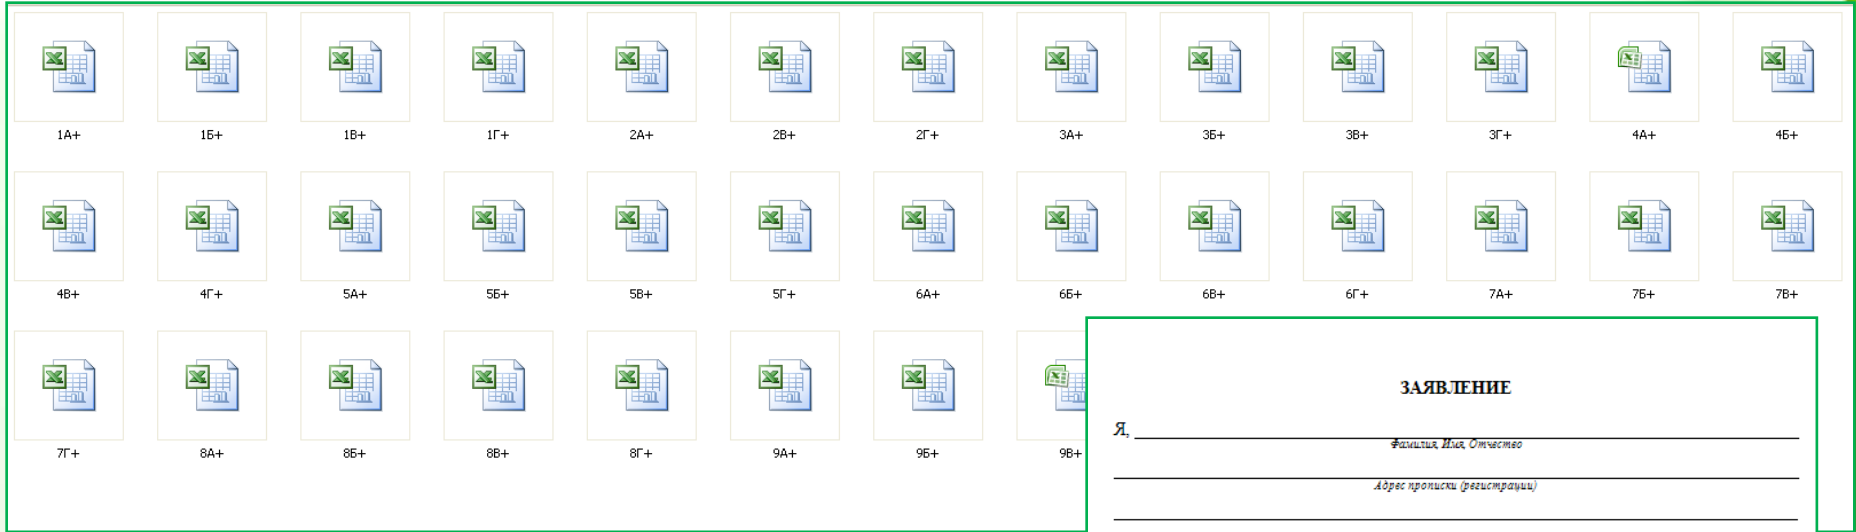 1А+ 1Б+ 1В+ 1Г+ 2А+ 2В+ 2Г+ 3А+ 3Б+ 3В+ 3Г+ 4А+ 4Б+
4В+ 4Г+ 5А+ 5Б+ 5В+ 5Г+ 6А+ 6Б+ 6В+ 6Г+ 7А+ 7Б+ 7В+
7Г+ 8А+ 8Б+ 8В+ 8Г+ 9А+ 9Б+ 9В+
ЗАЯВЛЕНИЕ
Я,
Фамилия, Имя, Отчество
Адрес прописки (регистрации)